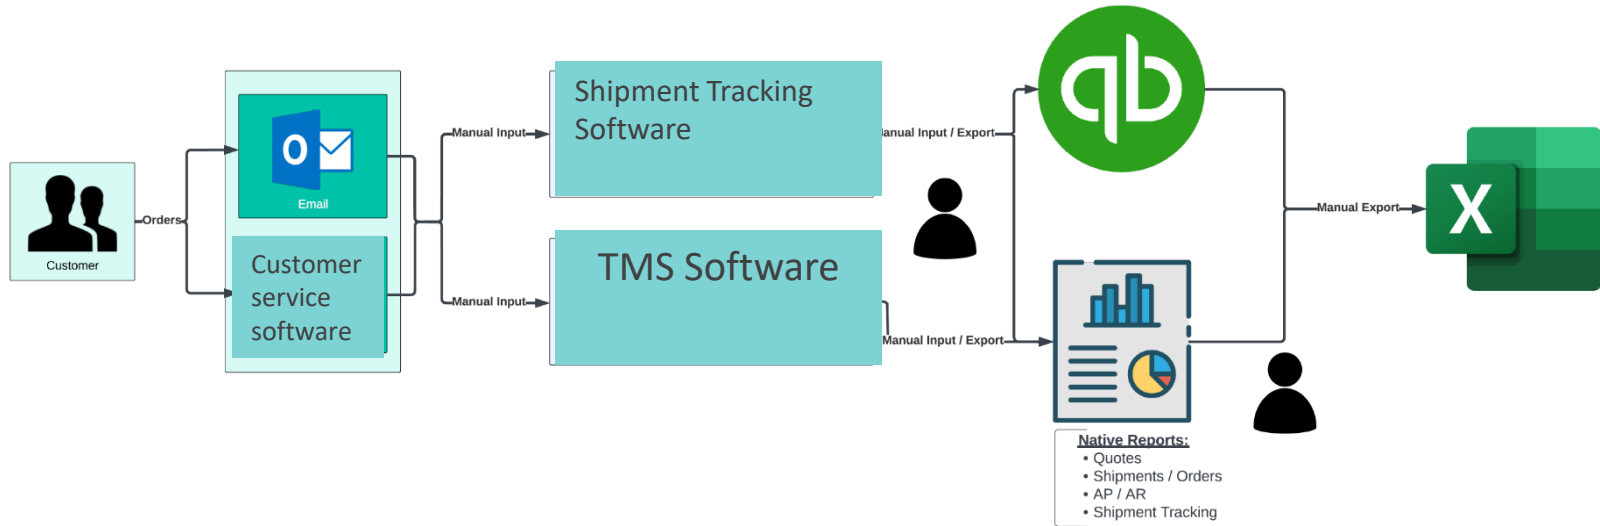 Customer
Orders
O
Email
Customer
service
software
Manual Input
Manual Input
Shipment Tracking
Software
TMS Software
anual Input / Export
Manual Input / Export
qb
Native Reports:
• Quotes
• Shipments / Orders
• AP / AR
• Shipment Tracking
Manual Export
X